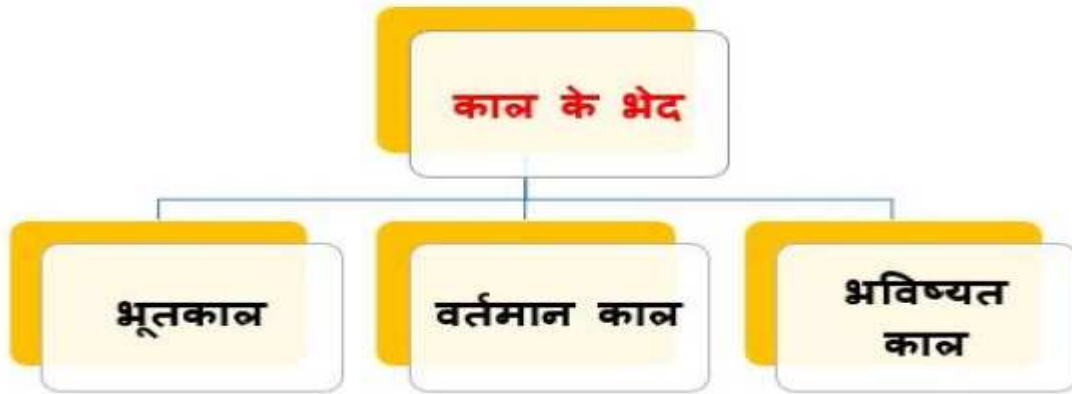 काल के भेद
भूतकाल
वर्तमान काल
भविष्यत
काल